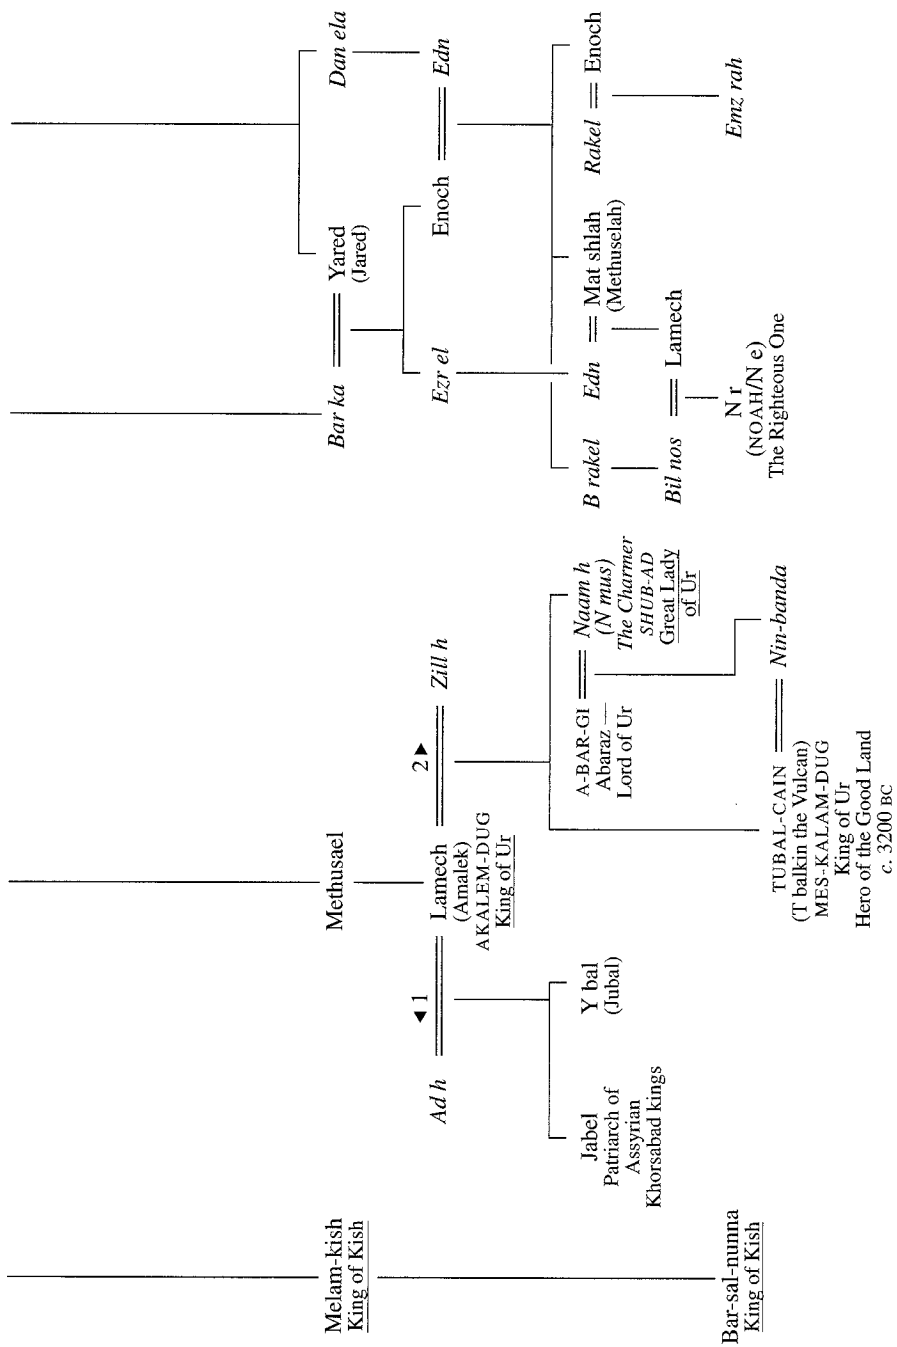 Melam-kish
King of Kish
Bar-sal-nunna
King of Kish
Methusael
Ad h
◄ 1
Lamech
(Amalek)
AKALEM-DUG
King of Ur
2 ►
Zill h
Jabel
Patriarch of
Assyrian
Khorsabad kings
Y bal
(Jubal)
A-BAR-GI
Abaraz —
Lord of Ur
Naam h
(N mus)
The Charmer
SHUB-AD
Great Lady
of Ur
TUBAL-CAIN
(T balkin the Vulcan)
MES-KALAM-DUG
King of Ur
Hero of the Good Land
c. 3200 BC
Nin-banda
Bar ka
Yared
(Jared)
Dan ela
Ezr el
Enoch
Edn
B rakel
Edn
Mat shlah
(Methuselah)
Rakel
Enoch
Bil nos
Lamech
N r
(NOAH/N e)
The Righteous One
Emz rah